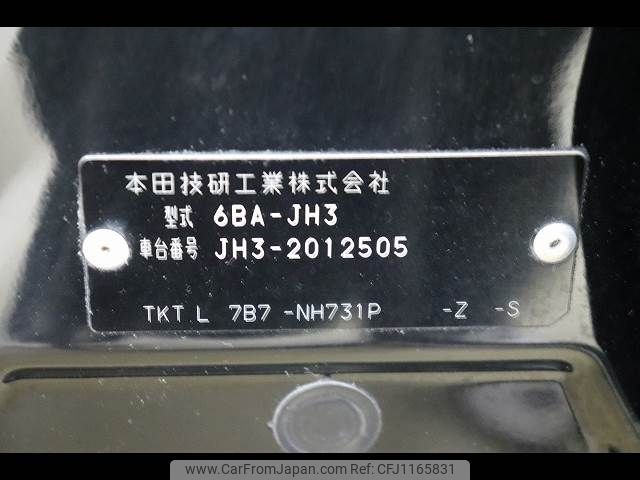 本田技研工業株式会社
型式 6BA-JH3
車台番号 JH3-2012505
TKT L 7B7 -NH731P -Z -S
www.CarFromJapan.com @CFJ1165831